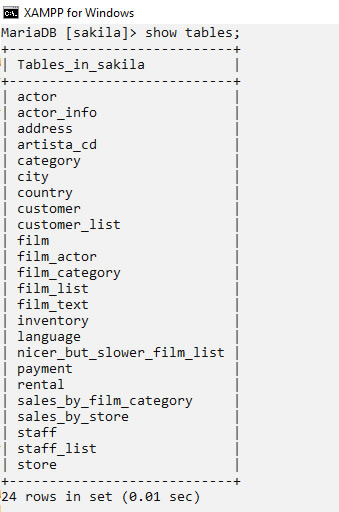 XAMPP for Windows
MariaDB [sakila]> show tables;
+----------------------------+
| Tables_in_sakila           |
+----------------------------+
| actor                      |
| actor_info                 |
| address                    |
| artista_cd                 |
| category                   |
| city                       |
| country                    |
| customer                   |
| customer_list              |
| film                       |
| film_actor                 |
| film_category              |
| film_list                  |
| film_text                  |
| inventory                  |
| language                   |
| nicer_but_slower_film_list |
| payment                    |
| rental                     |
| sales_by_film_category     |
| sales_by_store             |
| staff                      |
| staff_list                 |
| store                      |
+----------------------------+
24 rows in set (0.01 sec)